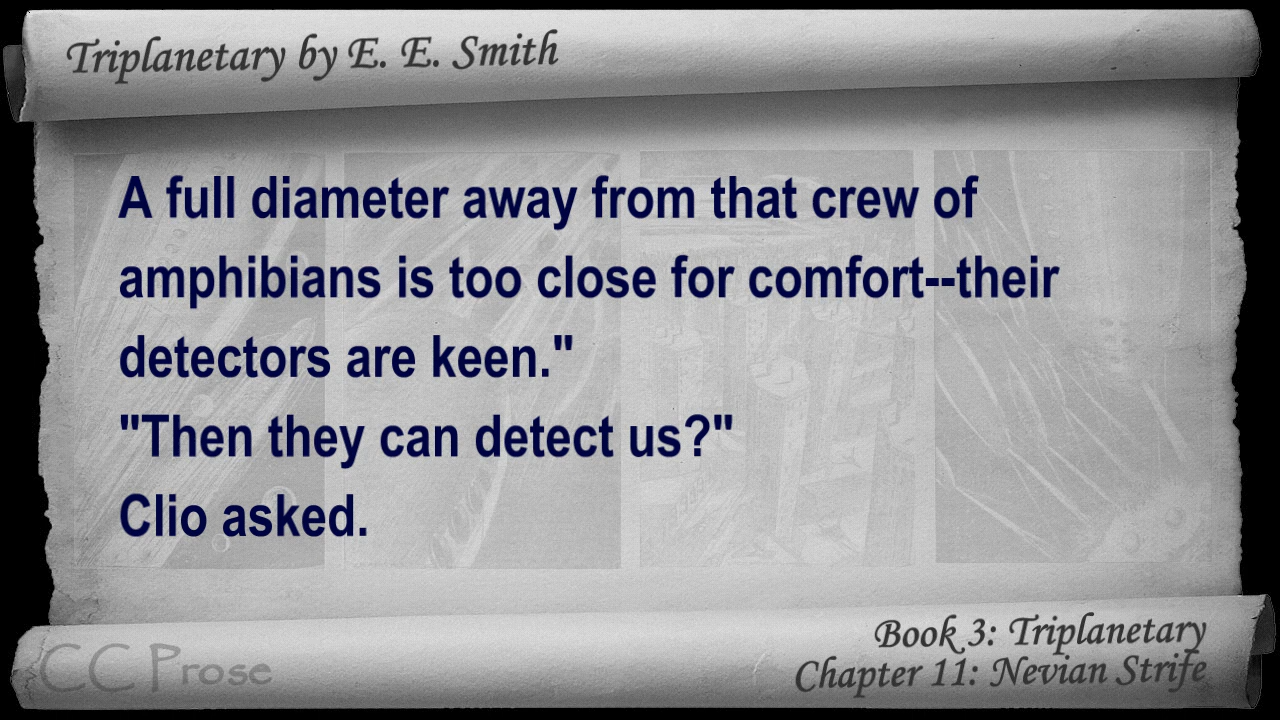 Triplanetary by E. E. Smith
A full diameter away from that crew of
amphibians is too close for comfort--their
detectors are keen."
"Then they can detect us?"
Clio asked.
Book 3: Triplanetary
CC Prose
Chapter 11: Nevian Strife